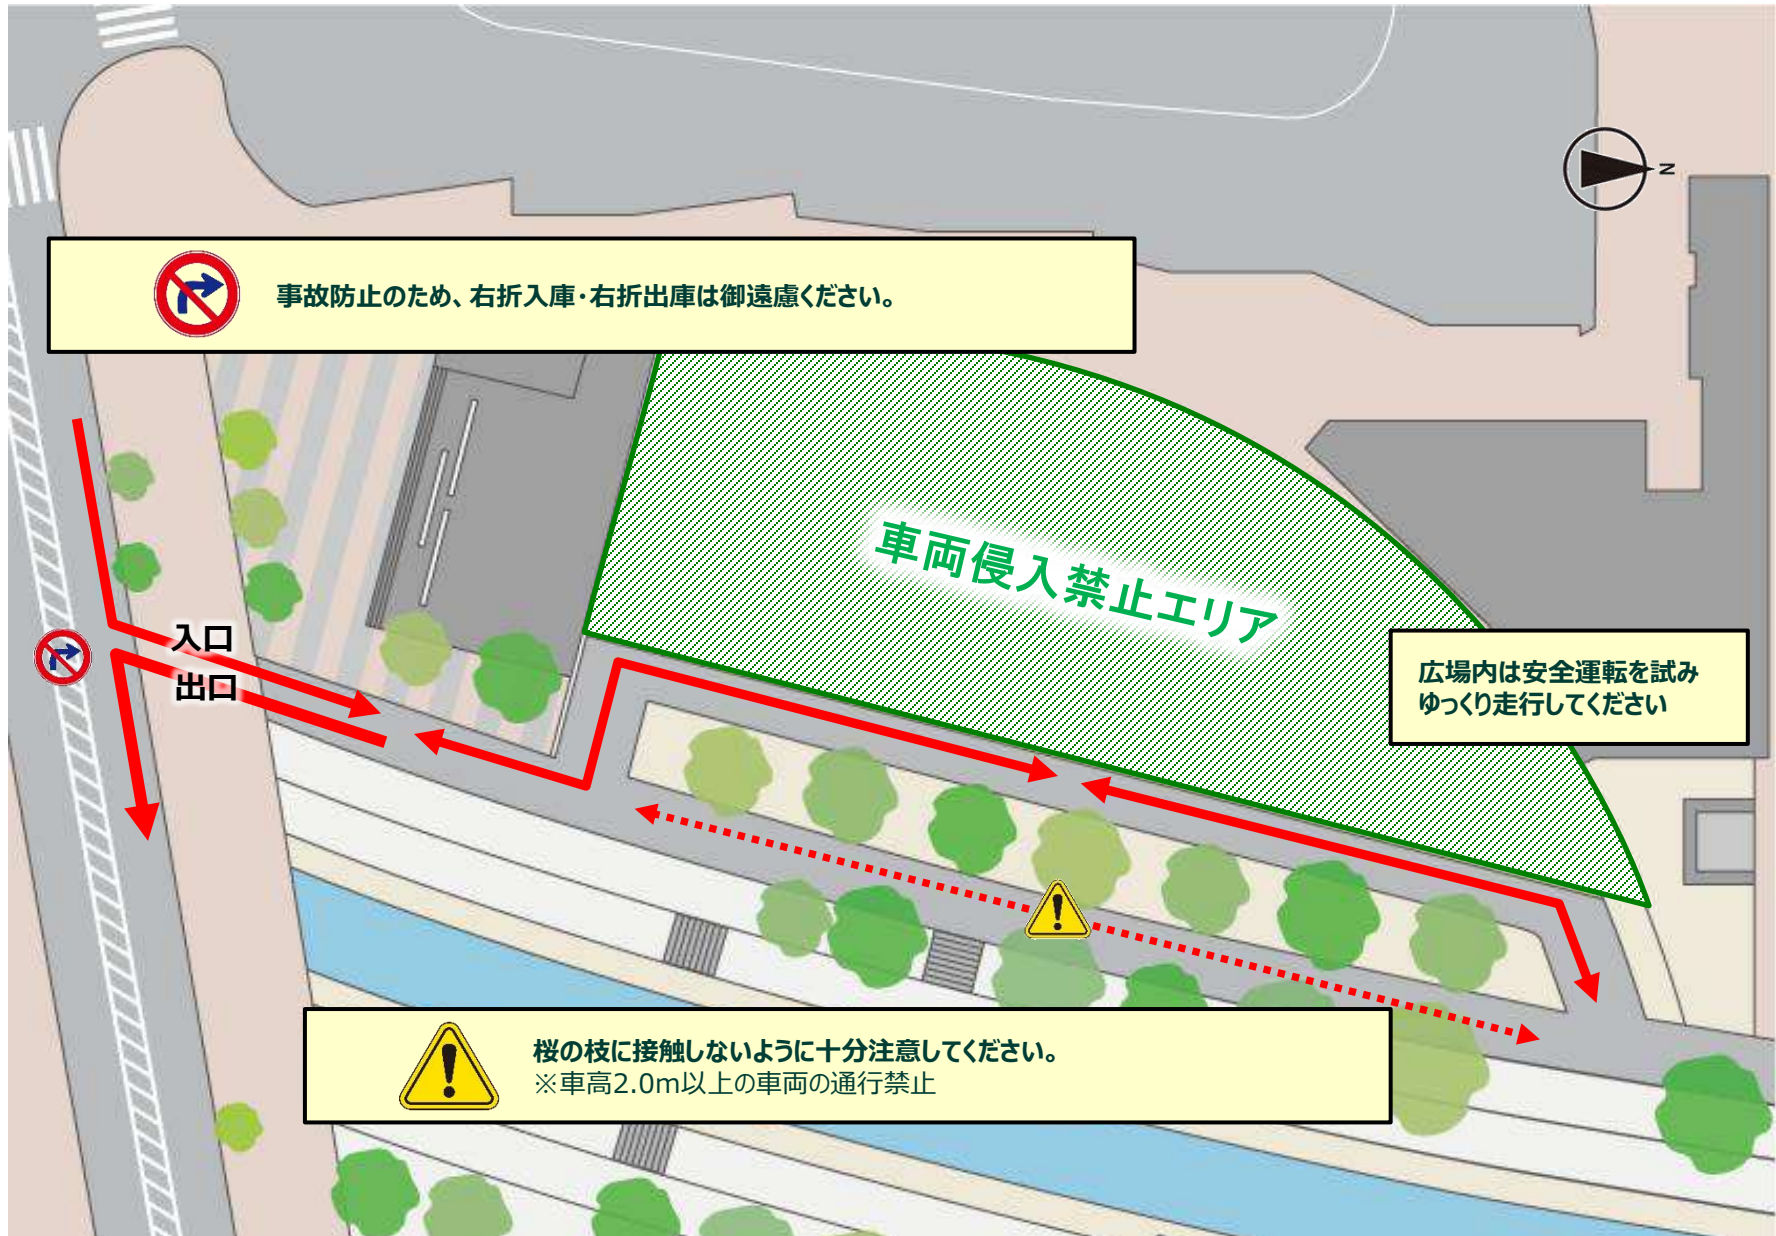 N
事故防止のため、右折入庫・右折出庫は御遠慮ください。
車両侵入禁止エリア
入口
出口
広場内は安全運転を試み
ゆっくり走行してください
桜の枝に接触しないように十分注意してください。
※車高2.0m以上の車両の通行禁止